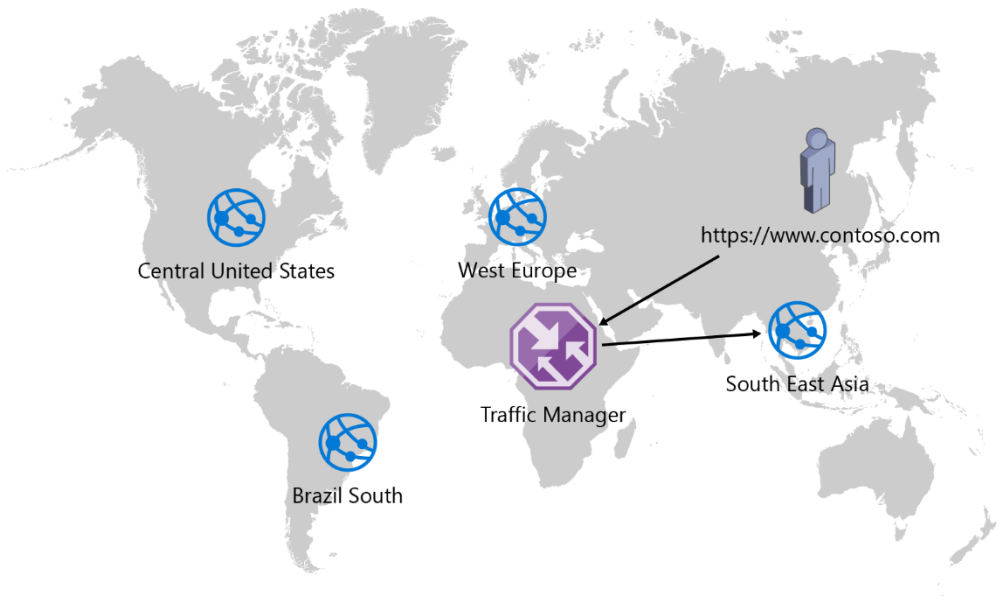 https://www.contoso.com
Central United States
West Europe
South East Asia
Traffic Manager
Brazil South